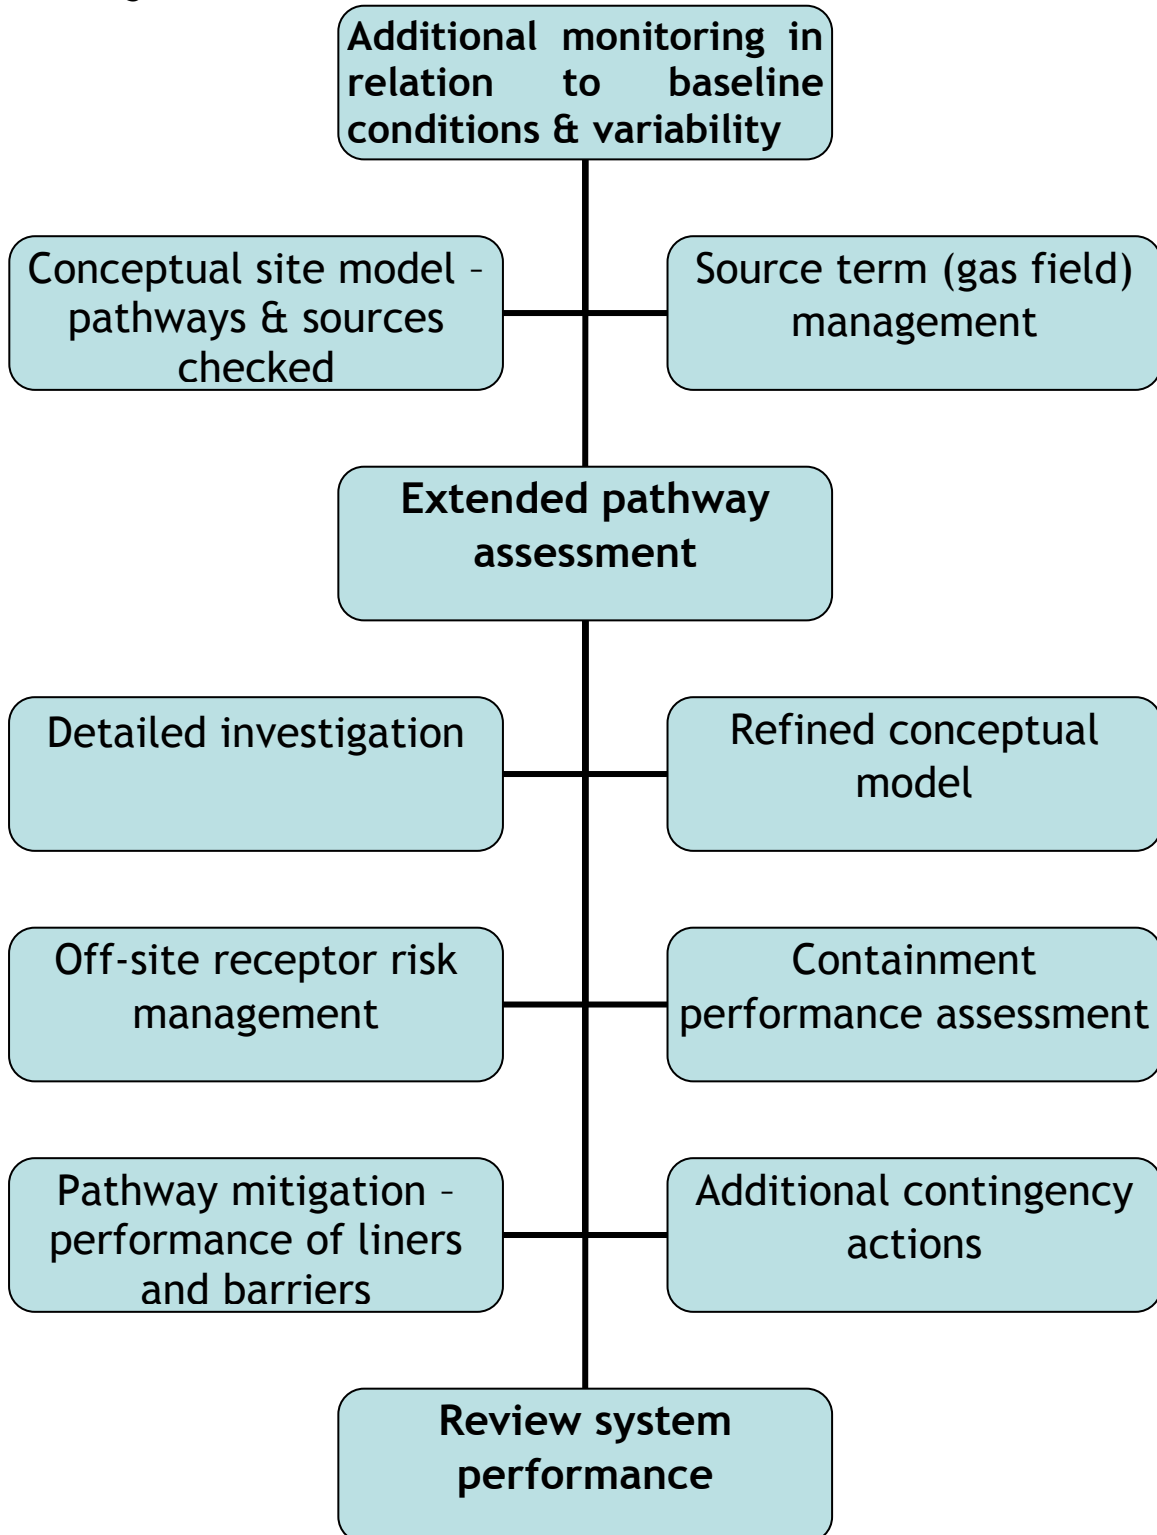 Additional monitoring in
relation to baseline
conditions & variability
Conceptual site model –
pathways & sources
checked
Source term (gas field)
management
Extended pathway
assessment
Detailed investigation
Refined conceptual
model
Off-site receptor risk
management
Containment
performance assessment
Pathway mitigation –
performance of liners
and barriers
Additional contingency
actions
Review system
performance